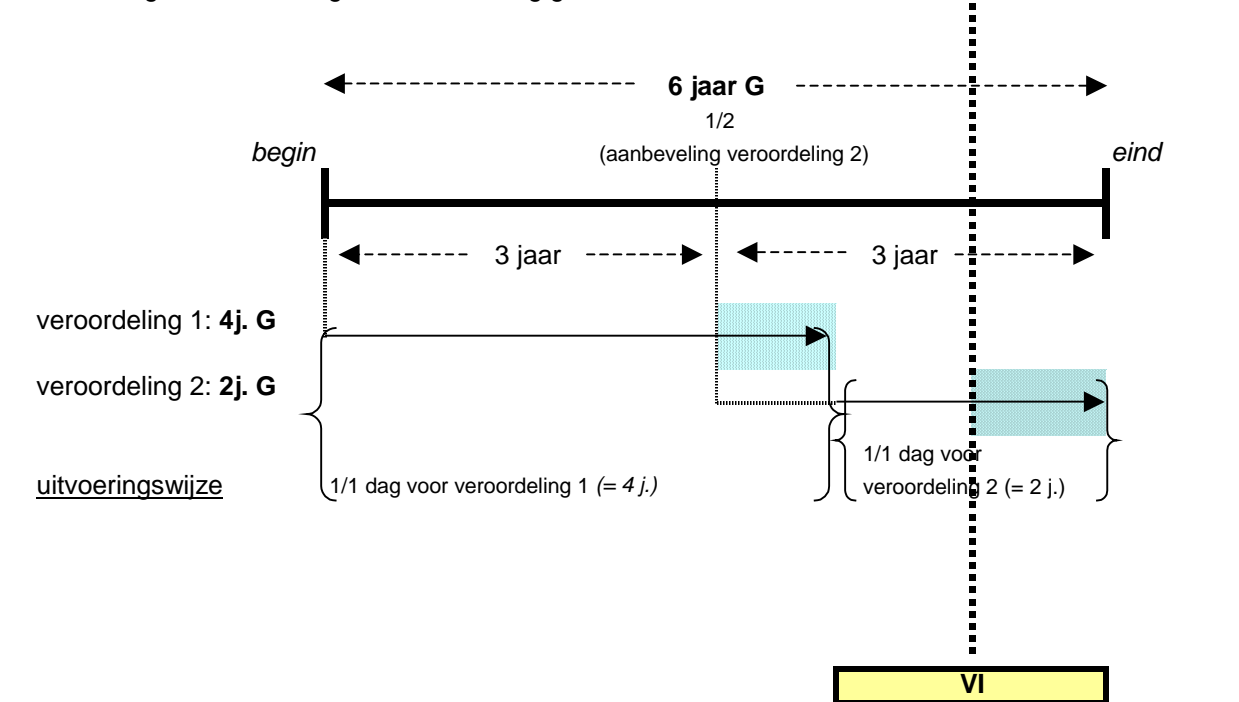 6 jaar G
1/2
begin (aanbeveling veroordeling 2) eind
3 jaar 3 jaar
veroordeling 1: 4j. G
veroordeling 2: 2j. G
1/1 dag voor
uitvoeringswijze 1/1 dag voor veroordeling 1 (= 4 j.) veroordeling 2 (= 2 j.)
VI